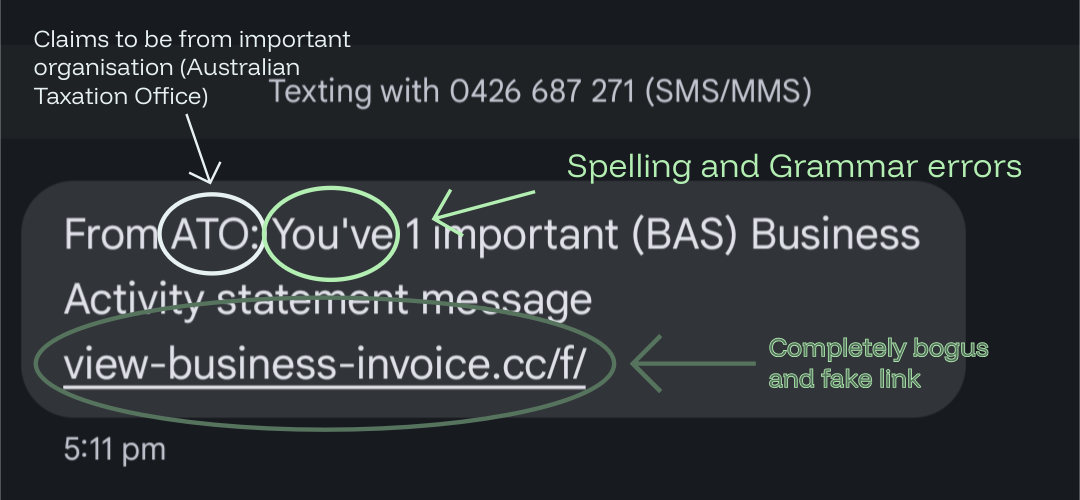 Claims to be from important
organisation (Australian
Taxation Office)
Texting with 0426 687 271 (SMS/MMS)
Spelling and Grammar errors
From ATO: You've 1 important (BAS) Business
Activity statement message
view-business-invoice.cc/f/
Completely bogus
and fake link
5:11 pm